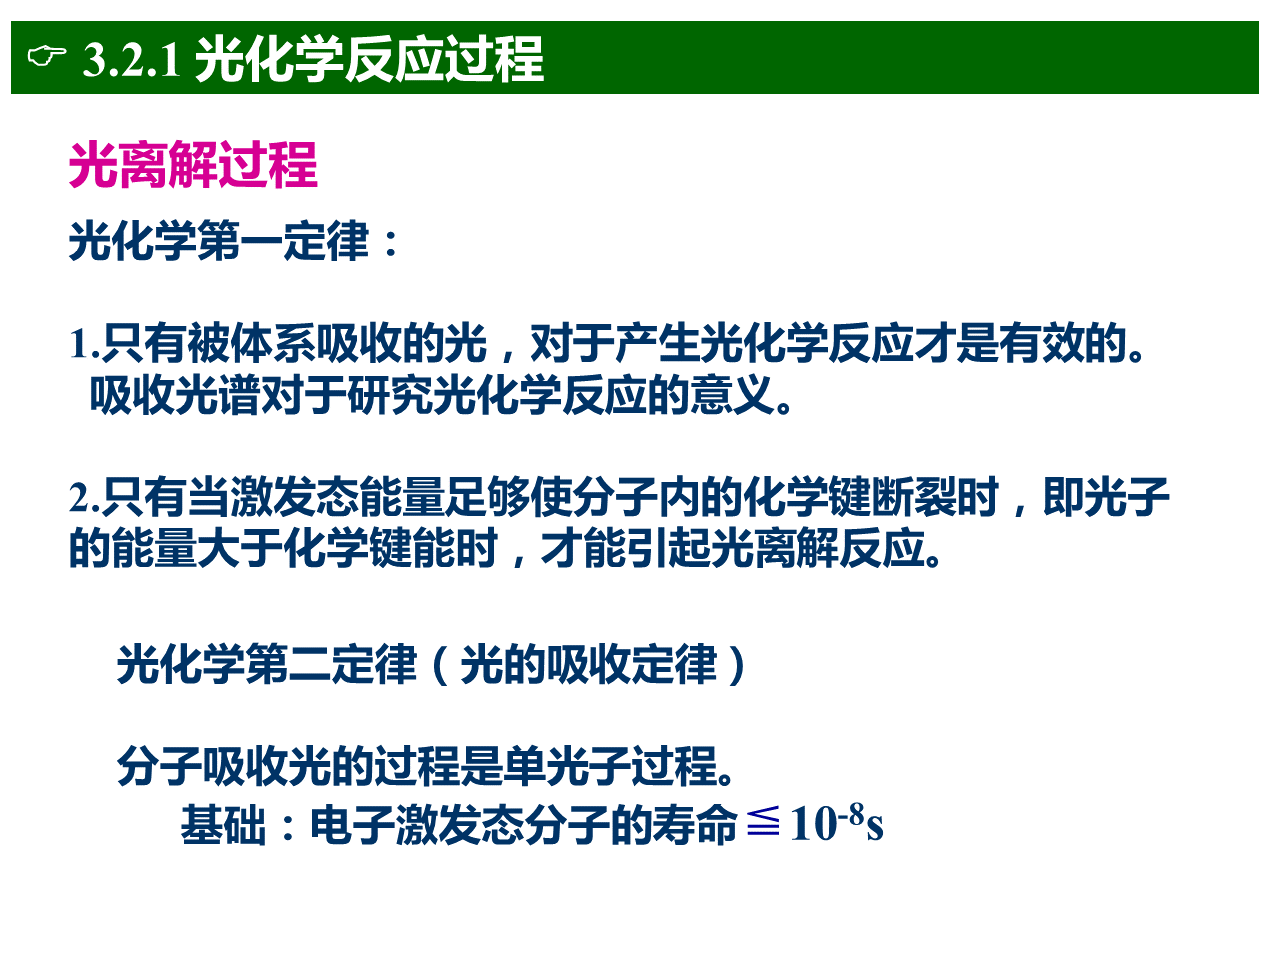 ☞ 3.2.1 光化学反应过程
光离解过程
光化学第一定律：
1.只有被体系吸收的光，对于产生光化学反应才是有效的。
吸收光谱对于研究光化学反应的意义。
2.只有当激发态能量足够使分子内的化学键断裂时，即光子
的能量大于化学键能时，才能引起光离解反应。
光化学第二定律（光的吸收定律）
分子吸收光的过程是单光子过程。
基础：电子激发态分子的寿命≦10⁻⁸s